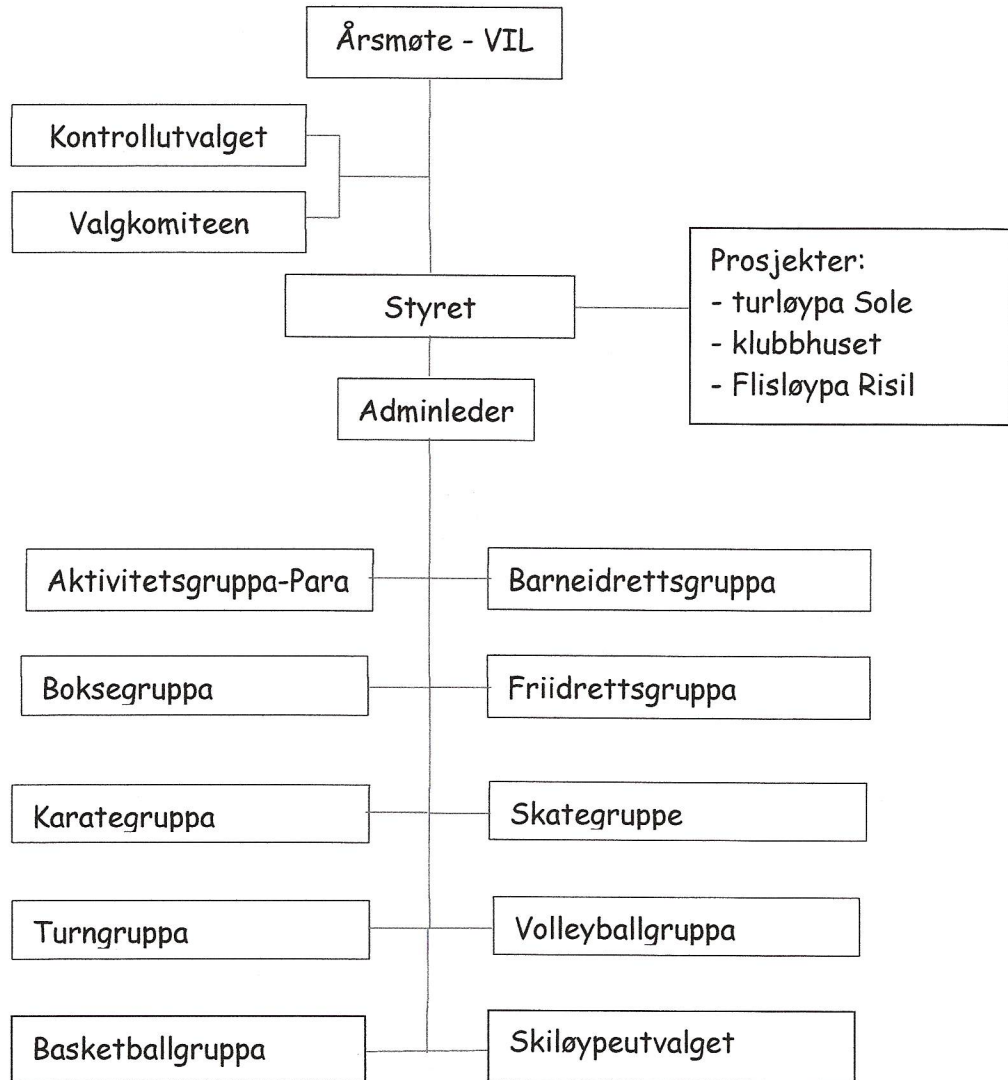 Årsmøte - VIL
Kontrollutvalget
Valgkomiteen
Styret
Prosjekter:
- turløypa Sole
- klubbhuset
- Flisløypa Risil
Adminleder
Aktivitetsgruppa-Para
Barneidrettsgruppa
Boksegruppa
Friidrettsgruppa
Karategruppa
Skategruppe
Turngruppa
Volleyballgruppa
Basketballgruppa
Skiløypeutvalget